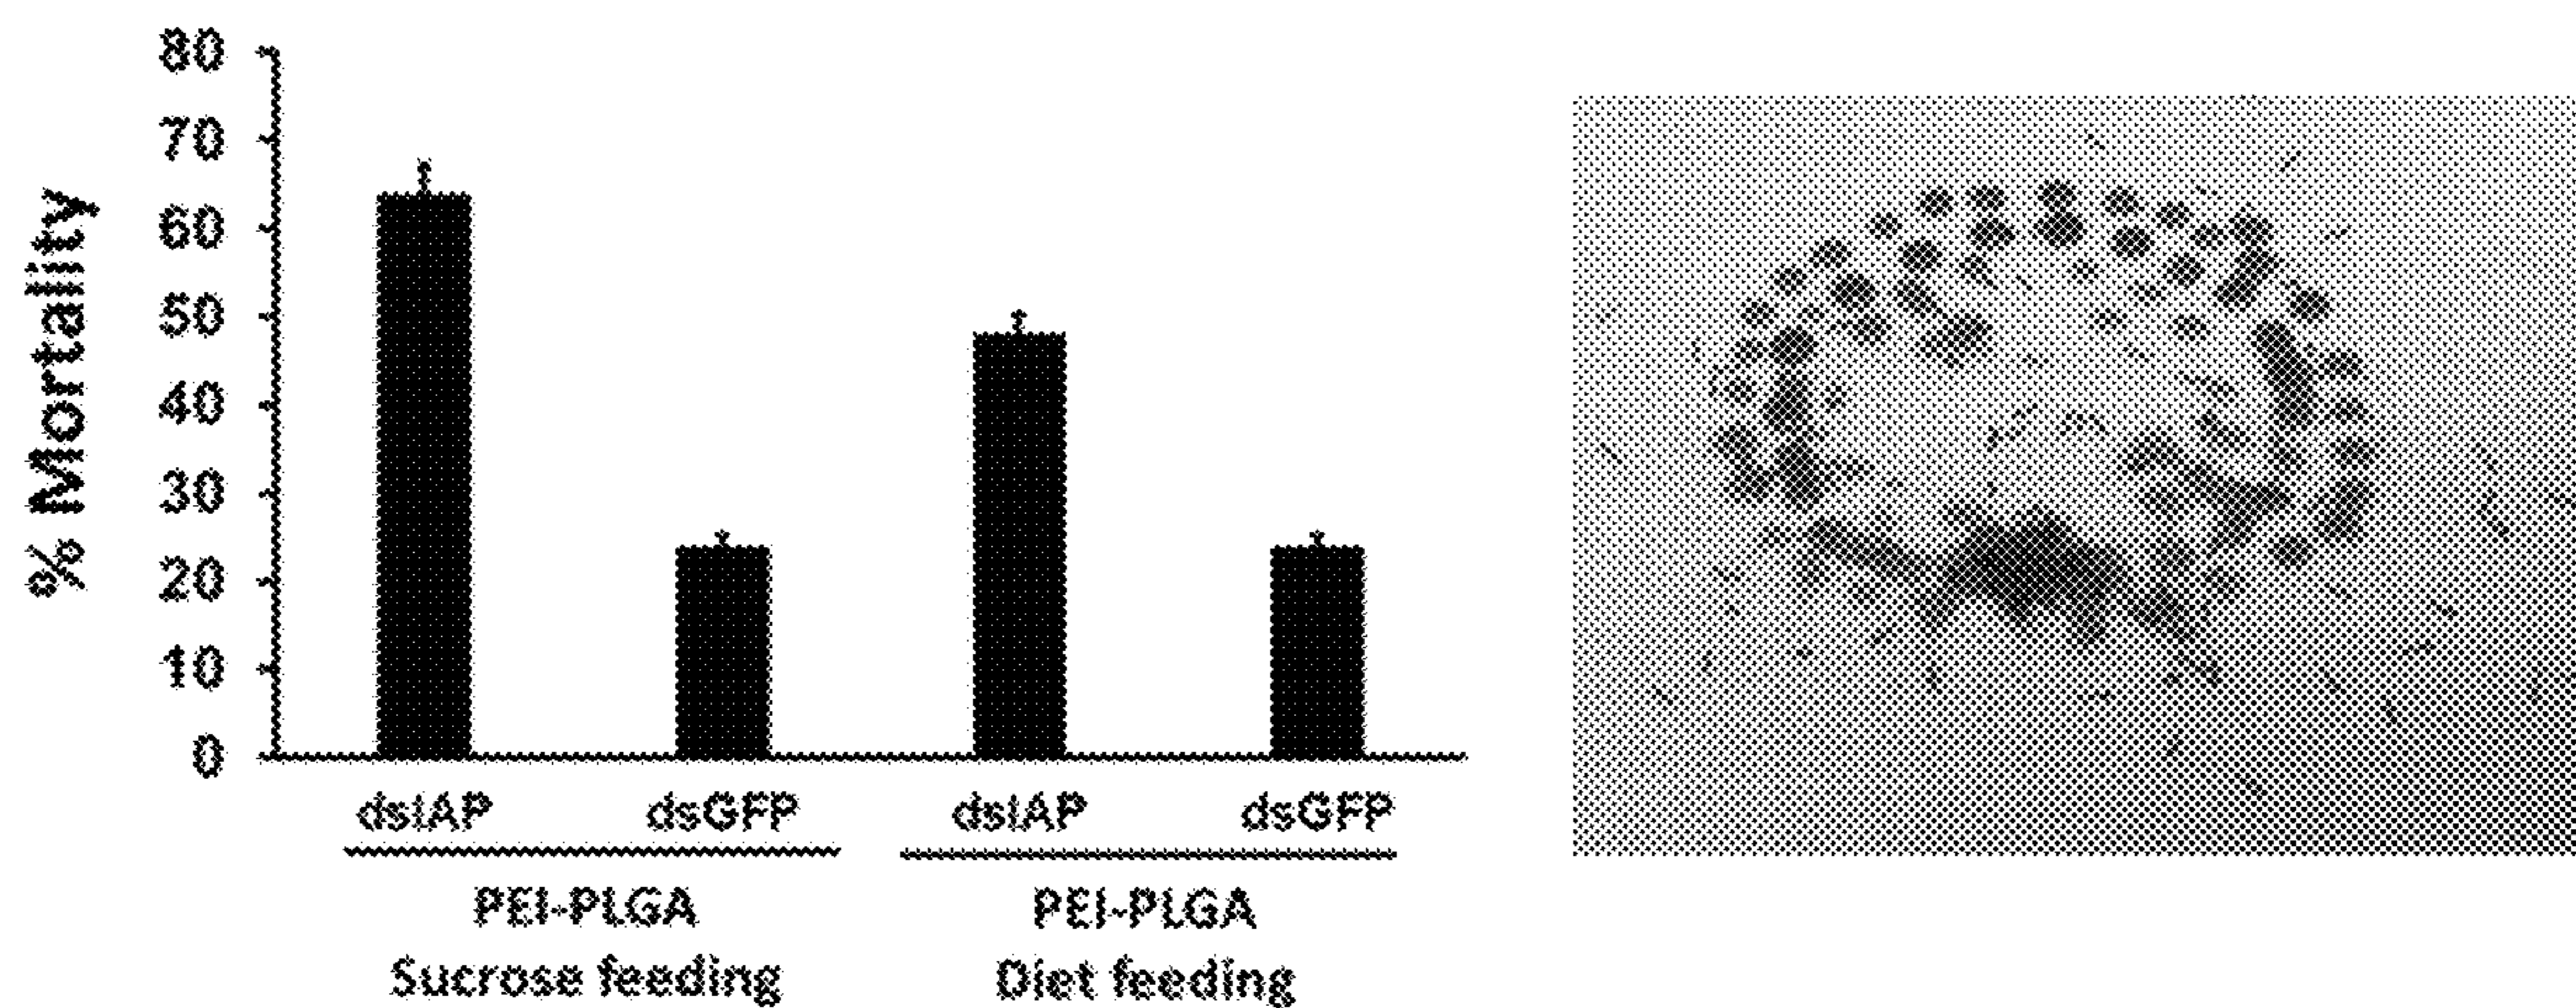 % Mortality
80
70
60
50
40
30
20
10
0
dsIAP dsGFP dsIAP dsGFP
PEI-PLGA PEI-PLGA
Sucrose feeding Diet feeding